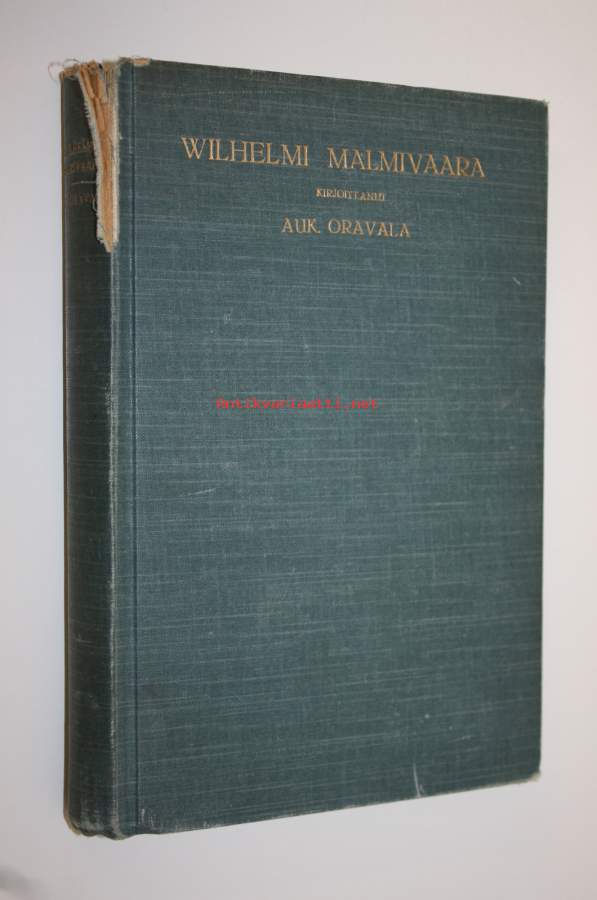 WILHELMI MALMIVAARA
KIRJOITTANUT
AUK. ORAVALA
Antikvariaatti.net